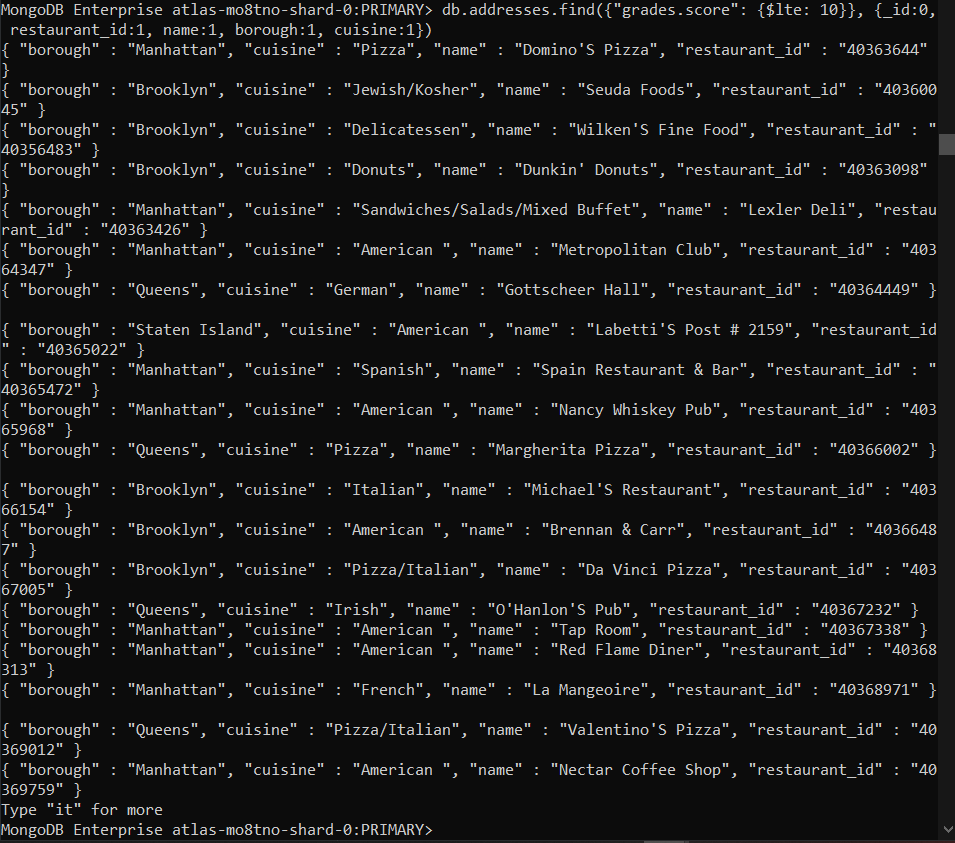 MongoDB Enterprise atlas-mo8tno-shard-0:PRIMARY> db.addresses.find({"grades.score": {$lte: 10}}, {_id:0,
 restaurant_id:1, name:1, borough:1, cuisine:1})
{ "borough" : "Manhattan", "cuisine" : "Pizza", "name" : "Domino'S Pizza", "restaurant_id" : "40363644"
}
{ "borough" : "Brooklyn", "cuisine" : "Jewish/Kosher", "name" : "Seuda Foods", "restaurant_id" : "403600
45" }
{ "borough" : "Brooklyn", "cuisine" : "Delicatessen", "name" : "Wilken'S Fine Food", "restaurant_id" : "
40356483" }
{ "borough" : "Brooklyn", "cuisine" : "Donuts", "name" : "Dunkin' Donuts", "restaurant_id" : "40363098"
}
{ "borough" : "Manhattan", "cuisine" : "Sandwiches/Salads/Mixed Buffet", "name" : "Lexler Deli", "restau
rant_id" : "40363426" }
{ "borough" : "Manhattan", "cuisine" : "American ", "name" : "Metropolitan Club", "restaurant_id" : "403
64347" }
{ "borough" : "Queens", "cuisine" : "German", "name" : "Gottscheer Hall", "restaurant_id" : "40364449" }
{ "borough" : "Staten Island", "cuisine" : "American ", "name" : "Labetti'S Post # 2159", "restaurant_id
" : "40365022" }
{ "borough" : "Manhattan", "cuisine" : "Spanish", "name" : "Spain Restaurant & Bar", "restaurant_id" : "
40365472" }
{ "borough" : "Manhattan", "cuisine" : "American ", "name" : "Nancy Whiskey Pub", "restaurant_id" : "403
65968" }
{ "borough" : "Queens", "cuisine" : "Pizza", "name" : "Margherita Pizza", "restaurant_id" : "40366002" }
{ "borough" : "Brooklyn", "cuisine" : "Italian", "name" : "Michael'S Restaurant", "restaurant_id" : "403
66154" }
{ "borough" : "Brooklyn", "cuisine" : "American ", "name" : "Brennan & Carr", "restaurant_id" : "4036648
7" }
{ "borough" : "Brooklyn", "cuisine" : "Pizza/Italian", "name" : "Da Vinci Pizza", "restaurant_id" : "403
67005" }
{ "borough" : "Queens", "cuisine" : "Irish", "name" : "O'Hanlon'S Pub", "restaurant_id" : "40367232" }
{ "borough" : "Manhattan", "cuisine" : "American ", "name" : "Tap Room", "restaurant_id" : "40367338" }
{ "borough" : "Manhattan", "cuisine" : "American ", "name" : "Red Flame Diner", "restaurant_id" : "40368
313" }
{ "borough" : "Manhattan", "cuisine" : "French", "name" : "La Mangeoire", "restaurant_id" : "40368971" }
{ "borough" : "Queens", "cuisine" : "Pizza/Italian", "name" : "Valentino'S Pizza", "restaurant_id" : "40
369012" }
{ "borough" : "Manhattan", "cuisine" : "American ", "name" : "Nectar Coffee Shop", "restaurant_id" : "40
369759" }
Type "it" for more
MongoDB Enterprise atlas-mo8tno-shard-0:PRIMARY>